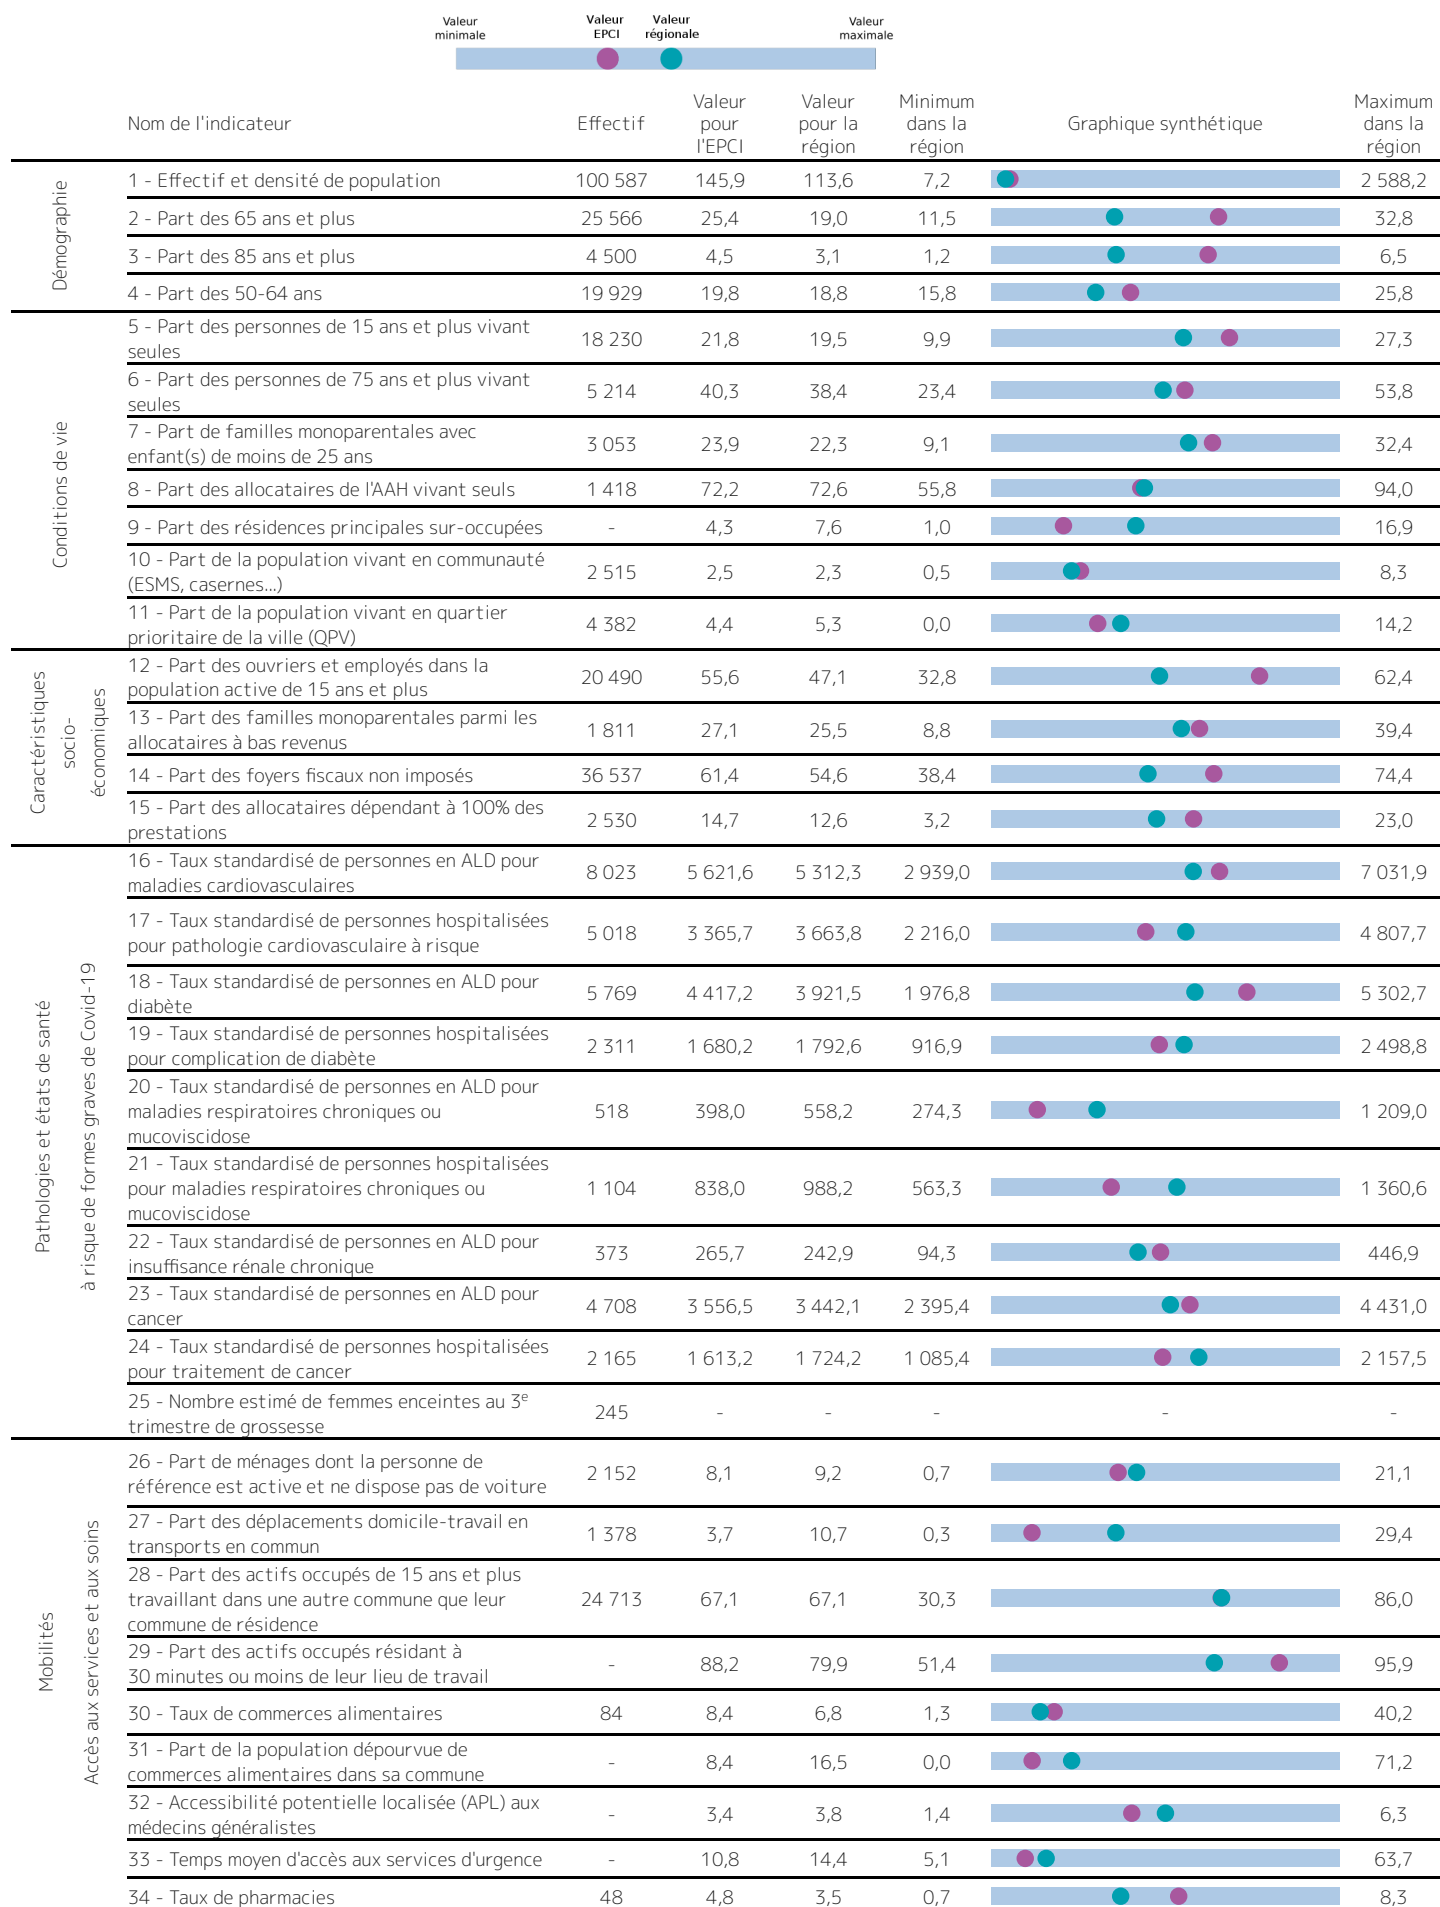 Valeur minimale
Valeur EPCI
Valeur régionale
Valeur maximale
Nom de l'indicateur
Effectif
Valeur pour l'EPCI
Valeur pour la région
Minimum dans la région
Graphique synthétique
Maximum dans la région
Démographie
1 - Effectif et densité de population 100 587 145,9 113,6 7,2 2 588,2
2 - Part des 65 ans et plus 25 566 25,4 19,0 11,5 32,8
3 - Part des 85 ans et plus 4 500 4,5 3,1 1,2 6,5
4 - Part des 50-64 ans 19 929 19,8 18,8 15,8 25,8
Conditions de vie
5 - Part des personnes de 15 ans et plus vivant
seules 18 230 21,8 19,5 9,9 27,3
6 - Part des personnes de 75 ans et plus vivant
seules 5 214 40,3 38,4 23,4 53,8
7 - Part de familles monoparentales avec
enfant(s) de moins de 25 ans 3 053 23,9 22,3 9,1 32,4
8 - Part des allocataires de l'AAH vivant seuls 1 418 72,2 72,6 55,8 94,0
9 - Part des résidences principales sur-occupées - 4,3 7,6 1,0 16,9
10 - Part de la population vivant en communauté
(ESMS, casernes...) 2 515 2,5 2,3 0,5 8,3
11 - Part de la population vivant en quartier
prioritaire de la ville (QPV) 4 382 4,4 5,3 0,0 14,2
Caractéristiques
socio-
économiques
12 - Part des ouvriers et employés dans la
population active de 15 ans et plus 20 490 55,6 47,1 32,8 62,4
13 - Part des familles monoparentales parmi les
allocataires à bas revenus 1 811 27,1 25,5 8,8 39,4
14 - Part des foyers fiscaux non imposés 36 537 61,4 54,6 38,4 74,4
15 - Part des allocataires dépendant à 100% des
prestations 2 530 14,7 12,6 3,2 23,0
Pathologies et états de santé
à risque de formes graves de Covid-19
16 - Taux standardisé de personnes en ALD pour
maladies cardiovasculaires 8 023 5 621,6 5 312,3 2 939,0 7 031,9
17 - Taux standardisé de personnes hospitalisées
pour pathologie cardiovasculaire à risque 5 018 3 365,7 3 663,8 2 216,0 4 807,7
18 - Taux standardisé de personnes en ALD pour
diabète 5 769 4 417,2 3 921,5 1 976,8 5 302,7
19 - Taux standardisé de personnes hospitalisées
pour complication de diabète 2 311 1 680,2 1 792,6 916,9 2 498,8
20 - Taux standardisé de personnes en ALD pour
maladies respiratoires chroniques ou 518 398,0 558,2 274,3 1 209,0
mucoviscidose
21 - Taux standardisé de personnes hospitalisées
pour maladies respiratoires chroniques ou 1 104 838,0 988,2 563,3 1 360,6
mucoviscidose
22 - Taux standardisé de personnes en ALD pour
insuffisance rénale chronique 373 265,7 242,9 94,3 446,9
23 - Taux standardisé de personnes en ALD pour
cancer 4 708 3 556,5 3 442,1 2 395,4 4 431,0
24 - Taux standardisé de personnes hospitalisées
pour traitement de cancer 2 165 1 613,2 1 724,2 1 085,4 2 157,5
25 - Nombre estimé de femmes enceintes au 3e
trimestre de grossesse 245 - - - - -
Mobilités
Accès aux services et aux soins
26 - Part de ménages dont la personne de
référence est active et ne dispose pas de voiture 2 152 8,1 9,2 0,7 21,1
27 - Part des déplacements domicile-travail en
transports en commun 1 378 3,7 10,7 0,3 29,4
28 - Part des actifs occupés de 15 ans et plus
travaillant dans une autre commune que leur 24 713 67,1 67,1 30,3 86,0
commune de résidence
29 - Part des actifs occupés résidant à
30 minutes ou moins de leur lieu de travail - 88,2 79,9 51,4 95,9
30 - Taux de commerces alimentaires 84 8,4 6,8 1,3 40,2
31 - Part de la population dépourvue de
commerces alimentaires dans sa commune - 8,4 16,5 0,0 71,2
32 - Accessibilité potentielle localisée (APL) aux
médecins généralistes - 3,4 3,8 1,4 6,3
33 - Temps moyen d'accès aux services d'urgence - 10,8 14,4 5,1 63,7
34 - Taux de pharmacies 48 4,8 3,5 0,7 8,3